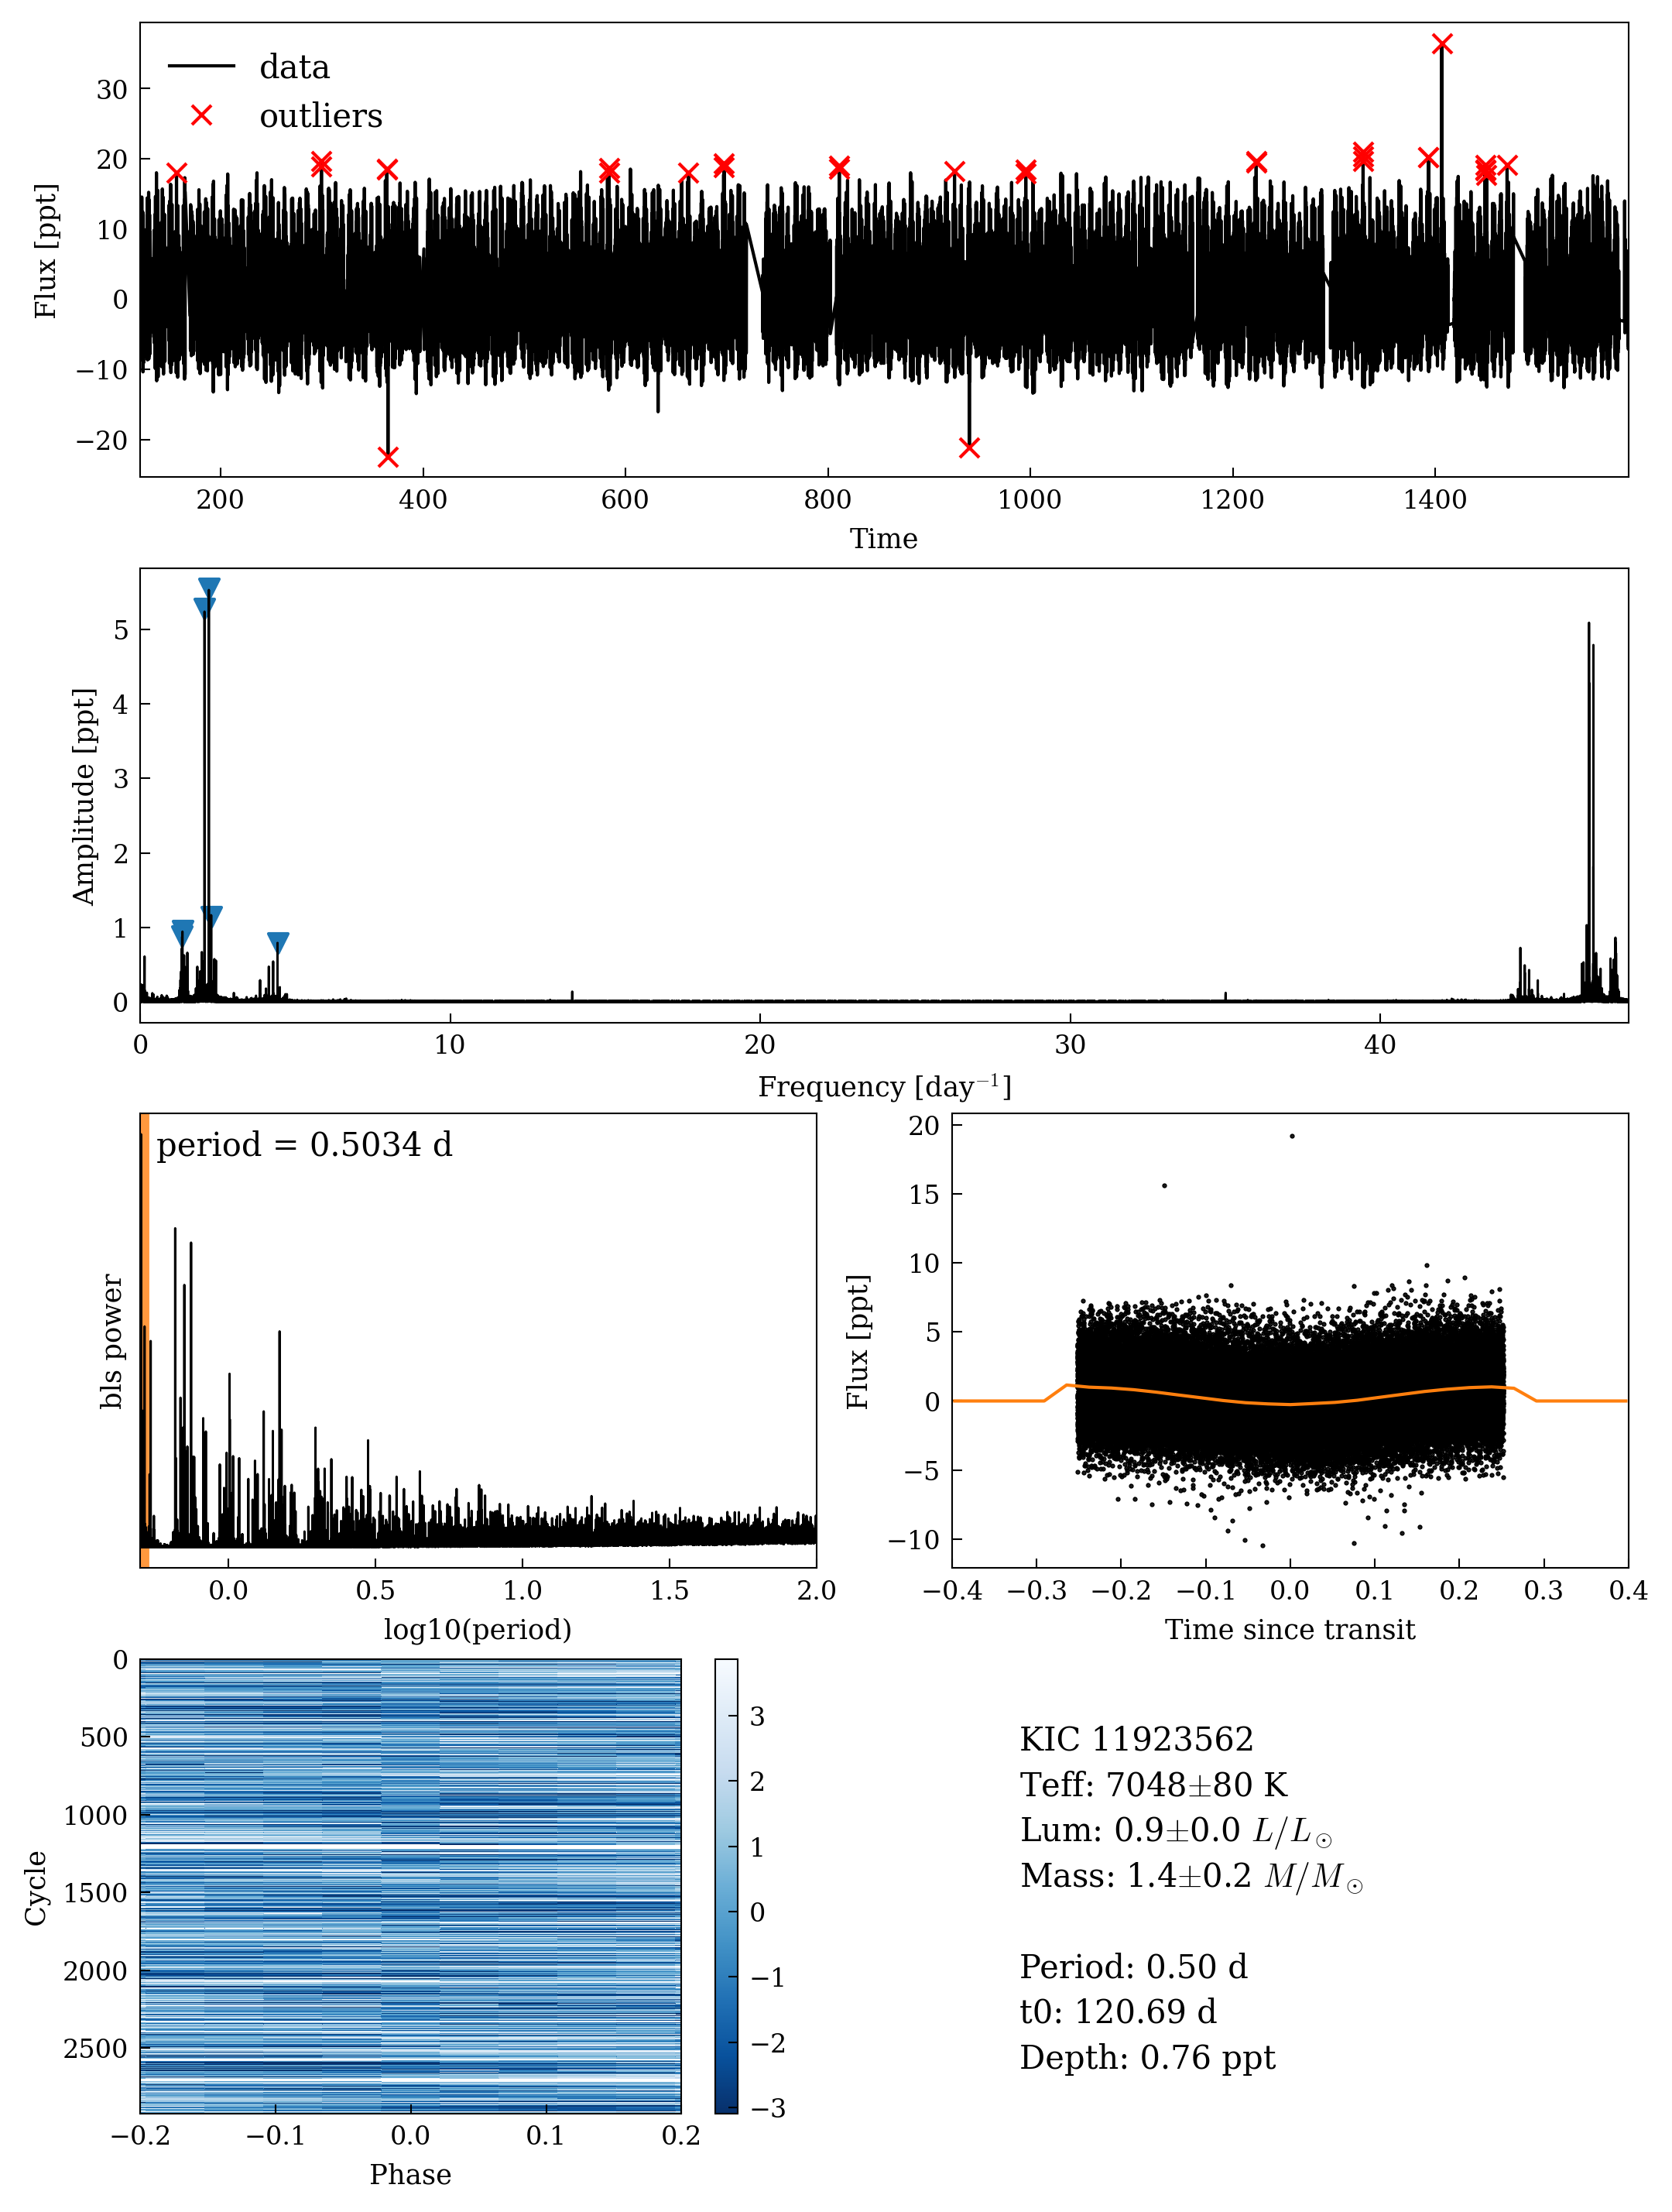 data
outliers
30
20
10
0
−10
−20
Flux [ppt]
200 400 600 800 1000 1200 1400
Time
5
4
3
2
1
0
Amplitude [ppt]
0 10 20 30 40
Frequency [day⁻¹]
period = 0.5034 d
bls power
0.0 0.5 1.0 1.5 2.0
log10(period)
20
15
10
5
0
−5
−10
Flux [ppt]
−0.4 −0.3 −0.2 −0.1 0.0 0.1 0.2 0.3 0.4
Time since transit
0
500
1000
1500
2000
2500
Cycle
−0.2 −0.1 0.0 0.1 0.2
Phase
3
2
1
0
−1
−2
−3
KIC 11923562
Teff: 7048±80 K
Lum: 0.9±0.0 L/L⊙
Mass: 1.4±0.2 M/M⊙
Period: 0.50 d
t0: 120.69 d
Depth: 0.76 ppt